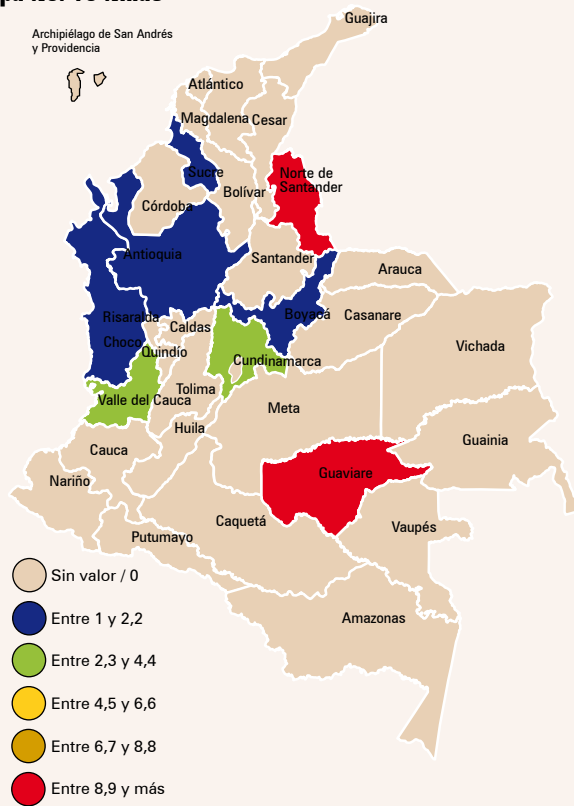 Archipiélago de San Andrés
y Providencia
Guajira
Atlántico
Magdalena
Cesar
Norte de
Santander
Sucre
Bolívar
Córdoba
Antioquia
Santander
Arauca
Risaralda
Caldas
Boyacá
Casanare
Choco
Quindío
Cundinamarca
Vichada
Tolima
Valle del Cauca
Meta
Huila
Guainia
Cauca
Guaviare
Nariño
Caquetá
Vaupés
Putumayo
Amazonas
Sin valor / 0
Entre 1 y 2,2
Entre 2,3 y 4,4
Entre 4,5 y 6,6
Entre 6,7 y 8,8
Entre 8,9 y más